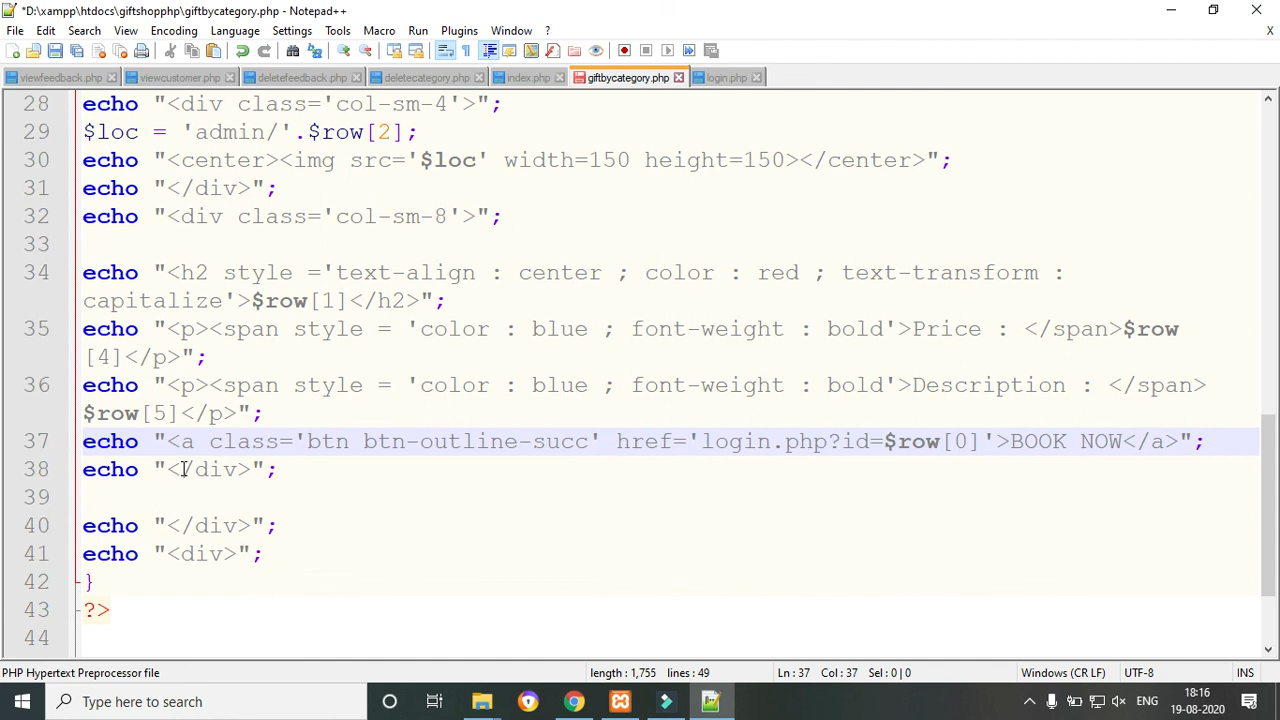 *D:\xampp\htdocs\giftshopphp\giftbycategory.php - Notepad++
File Edit Search View Encoding Language Settings Tools Macro Run Plugins Window ?
X
viewfeedback.php viewcustomer.php deletefeedback.php deletecategory.php index.php giftbycategory.php login.php
28 echo "<div class='col-sm-4'>";
29 $loc = 'admin/'.$row[2];
30 echo "<center><img src='$loc' width=150 height=150></center>";
31 echo "</div>";
32 echo "<div class='col-sm-8'>";
33
34 echo "<h2 style ='text-align : center ; color : red ; text-transform :
capitalize'>$row[1]</h2>";
35 echo "<p><span style = 'color : blue ; font-weight : bold'>Price : </span>$row
[4]</p>";
36 echo "<p><span style = 'color : blue ; font-weight : bold'>Description : </span>
$row[5]</p>";
37 echo "<a class='btn btn-outline-succ' href='login.php?id=$row[0]'>BOOK NOW</a>";
38 echo "</div>";
39
40 echo "</div>";
41 echo "<div>";
42 }
43 ?>
44
PHP Hypertext Preprocessor file length : 1,755 lines : 49 Ln : 37 Col : 37 Sel : 0 | 0 Windows (CR LF) UTF-8 INS
Type here to search ENG 18:16
19-08-2020